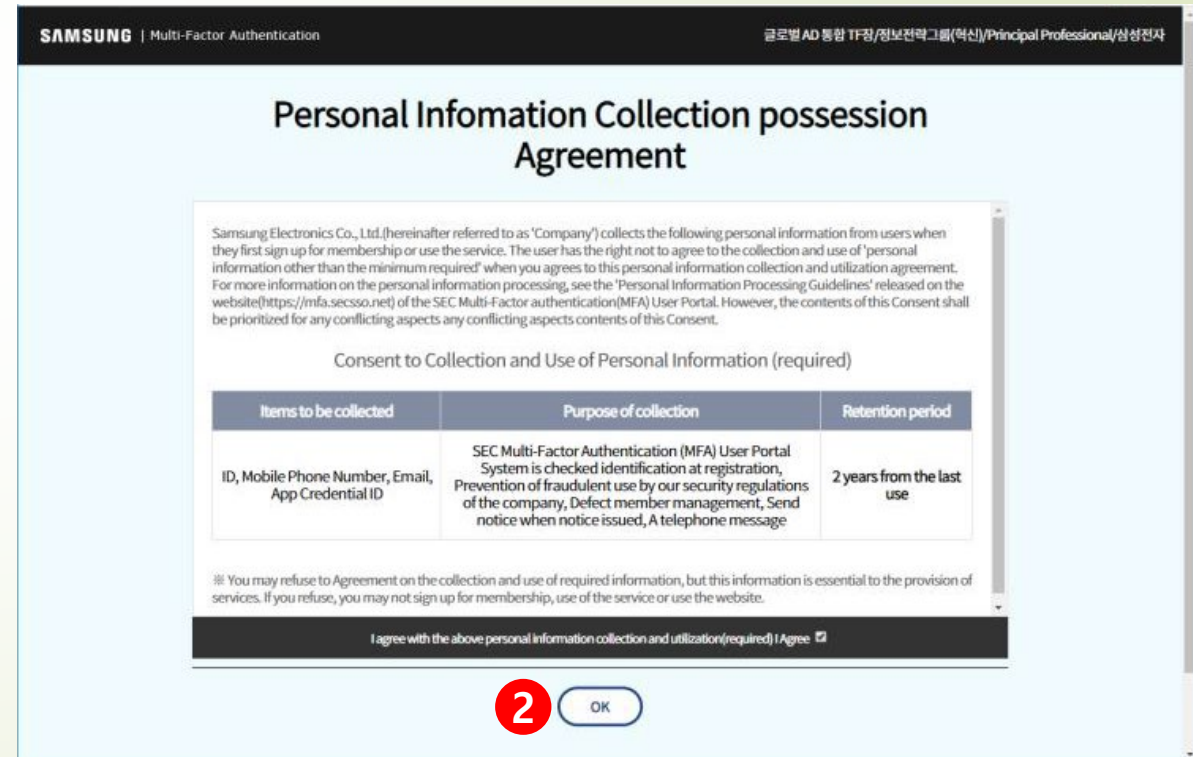 SAMSUNG | Multi-Factor Authentication
글로벌 AD 통합 TF장/정보전략그룹(혁신)/Principal Professional/삼성전자
Personal Infomation Collection possession
Agreement
Samsung Electronics Co., Ltd.(hereinafter referred to as 'Company') collects the following personal information from users when
they first sign up for membership or use the service. The user has the right not to agree to the collection and use of 'personal
information other than the minimum required' when you agrees to this personal information collection and utilization agreement.
For more information on the personal information processing, see the 'Personal Information Processing Guidelines' released on the
website(https://mfa.secsso.net) of the SEC Multi-Factor authentication(MFA) User Portal. However, the contents of this Consent shall
be prioritized for any conflicting aspects any conflicting aspects contents of this Consent.
Consent to Collection and Use of Personal Information (required)
Items to be collected
Purpose of collection
Retention period
ID, Mobile Phone Number, Email,
App Credential ID
SEC Multi-Factor Authentication (MFA) User Portal
System is checked identification at registration,
Prevention of fraudulent use by our security regulations
of the company, Defect member management, Send
notice when notice issued, A telephone message
2 years from the last
use
※ You may refuse to Agreement on the collection and use of required information, but this information is essential to the provision of
services. If you refuse, you may not sign up for membership, use of the service or use the website.
I agree with the above personal information collection and utilization(required) I Agree
2
OK